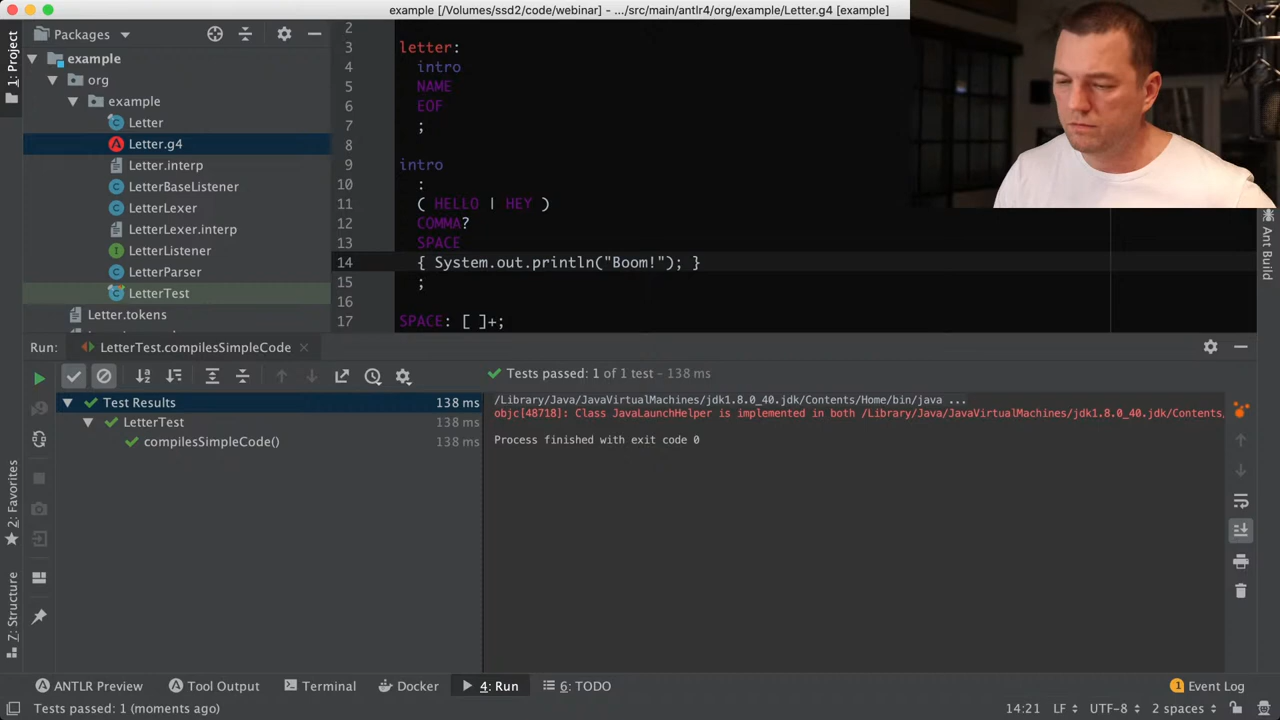 example [/Volumes/ssd2/code/webinar] - .../src/main/antlr4/org/example/Letter.g4 [example]
1: Project
Packages
example
org
example
Letter
Letter.g4
Letter.interp
LetterBaseListener
LetterLexer
LetterLexer.interp
LetterListener
LetterParser
LetterTest
Letter.tokens
2
3 letter:
4 intro
5 NAME
6 EOF
7 ;
8
9 intro
10 :
11 ( HELLO | HEY )
12 COMMA?
13 SPACE
14 { System.out.println("Boom!"); }
15 ;
16
17 SPACE: [ ]+;
Ant Build
Run: LetterTest.compilesSimpleCode
Tests passed: 1 of 1 test – 138 ms
Test Results 138 ms
LetterTest 138 ms
compilesSimpleCode() 138 ms
/Library/Java/JavaVirtualMachines/jdk1.8.0_40.jdk/Contents/Home/bin/java ...
objc[48718]: Class JavaLaunchHelper is implemented in both /Library/Java/JavaVirtualMachines/jdk1.8.0_40.jdk/Contents,
Process finished with exit code 0
2: Favorites
7: Structure
ANTLR Preview Tool Output Terminal Docker 4: Run 6: TODO 1 Event Log
Tests passed: 1 (moments ago) 14:21 LF UTF-8 2 spaces